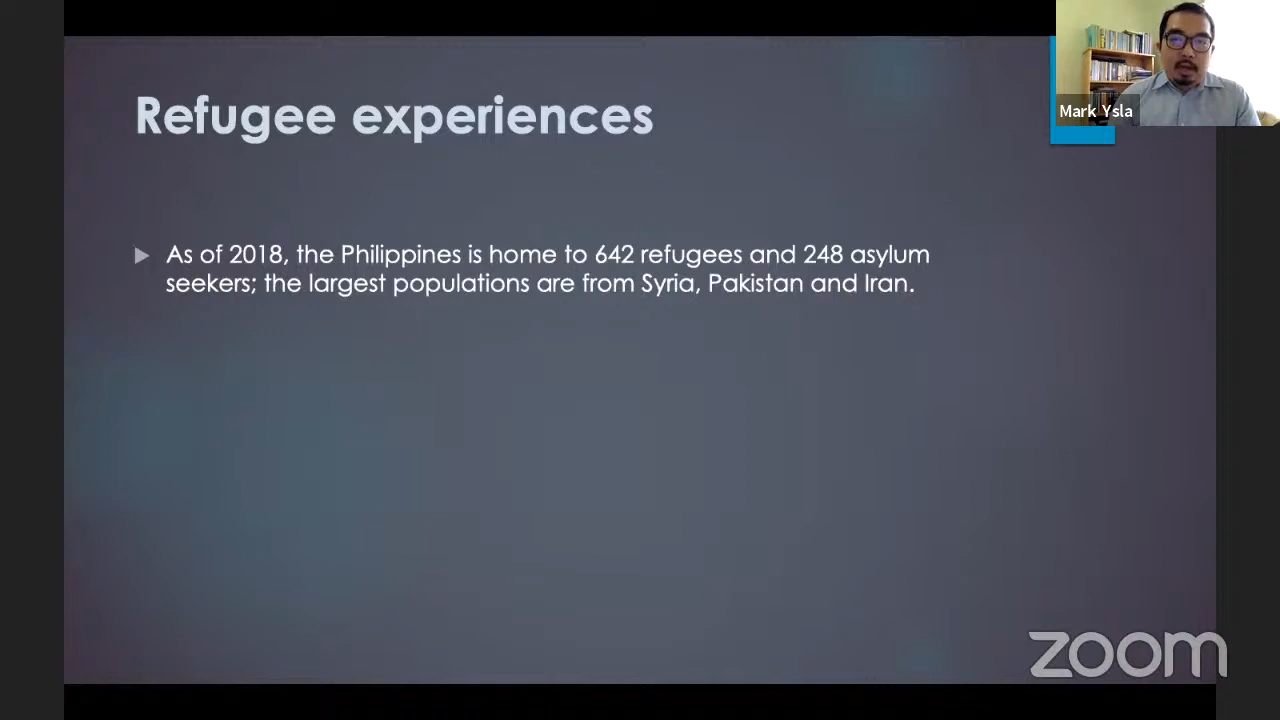 Refugee experiences
Mark Ysla
As of 2018, the Philippines is home to 642 refugees and 248 asylum
seekers; the largest populations are from Syria, Pakistan and Iran.
zoom